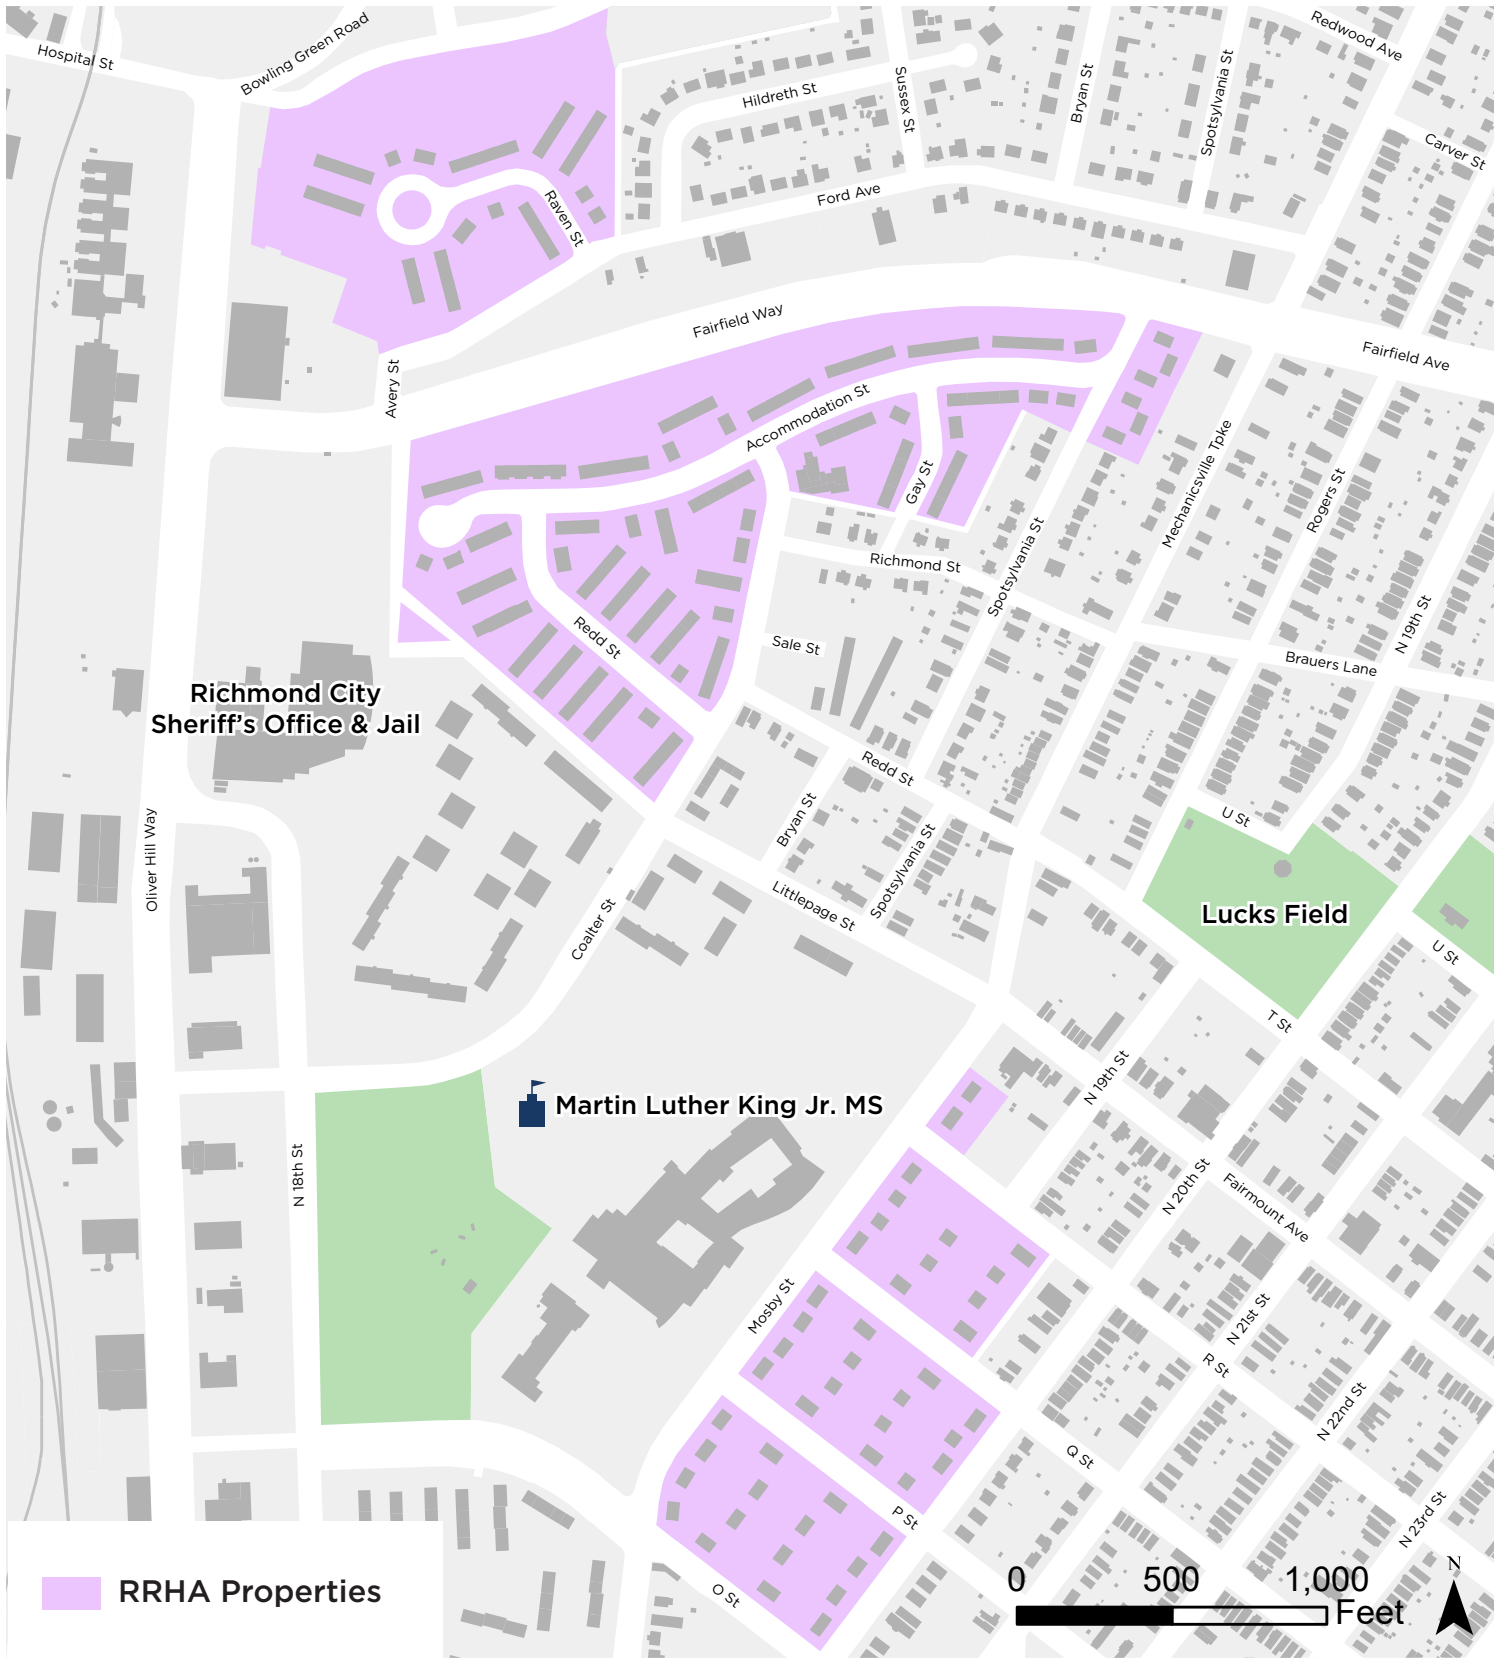 Redwood Ave
Hospital St
Bowling Green Road
Hildreth St
Sussex St
Bryan St
Spotsylvania St
Carver St
Ford Ave
Raven St
Fairfield Way
Fairfield Ave
Avery St
Accommodation St
Gay St
Mechanicsville Tpke
Rogers St
Richmond St
Spotsylvania St
N 19th St
Redd St
Sale St
Brauers Lane
Richmond City
Sheriff's Office & Jail
Redd St
Bryan St
U St
Oliver Hill Way
Spotsylvania St
Littlepage St
Lucks Field
Coalter St
U St
T St
N 19th St
Martin Luther King Jr. MS
N 18th St
N 20th St
Fairmount Ave
Mosby St
N 21st St
R St
N 22nd St
Q St
P St
N 23rd St
O St
RRHA Properties
0 500 1,000
Feet
N